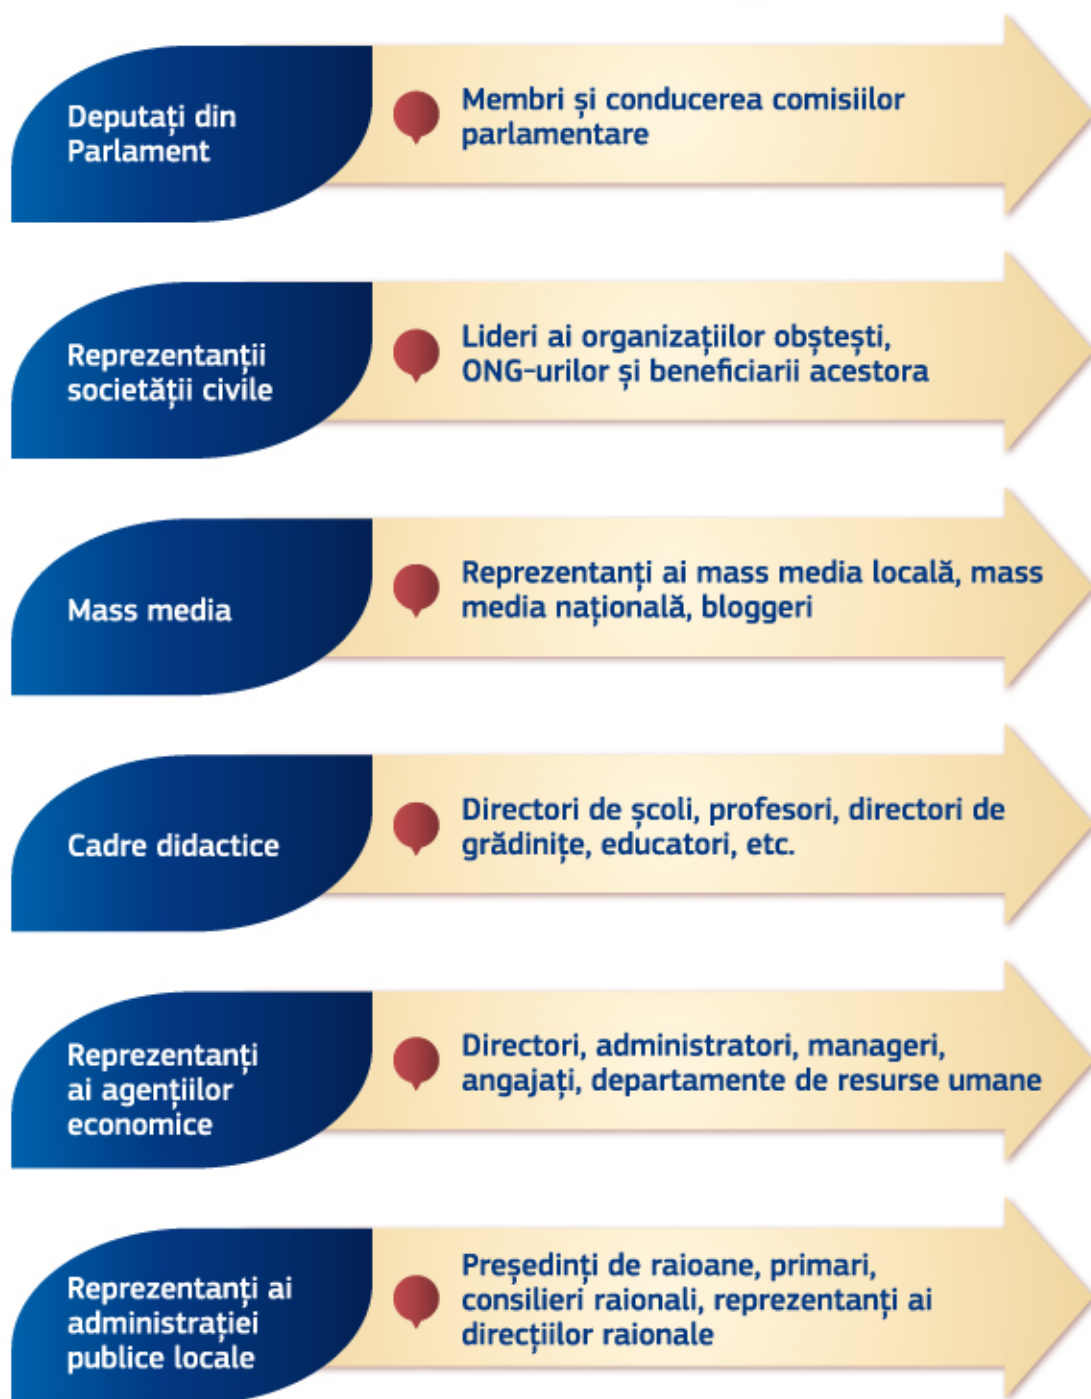 Deputați din
Parlament
Membri și conducerea comisiilor
parlamentare
Reprezentanții
societății civile
Lideri ai organizațiilor obștești,
ONG-urilor și beneficiarii acestora
Mass media
Reprezentanți ai mass media locală, mass
media națională, bloggeri
Cadre didactice
Directori de școli, profesori, directori de
grădinițe, educatori, etc.
Reprezentanți
ai agențiilor
economice
Directori, administratori, manageri,
angajați, departamente de resurse umane
Reprezentanți ai
administrației
publice locale
Președinți de raioane, primari,
consilieri raionali, reprezentanți ai
direcțiilor raionale